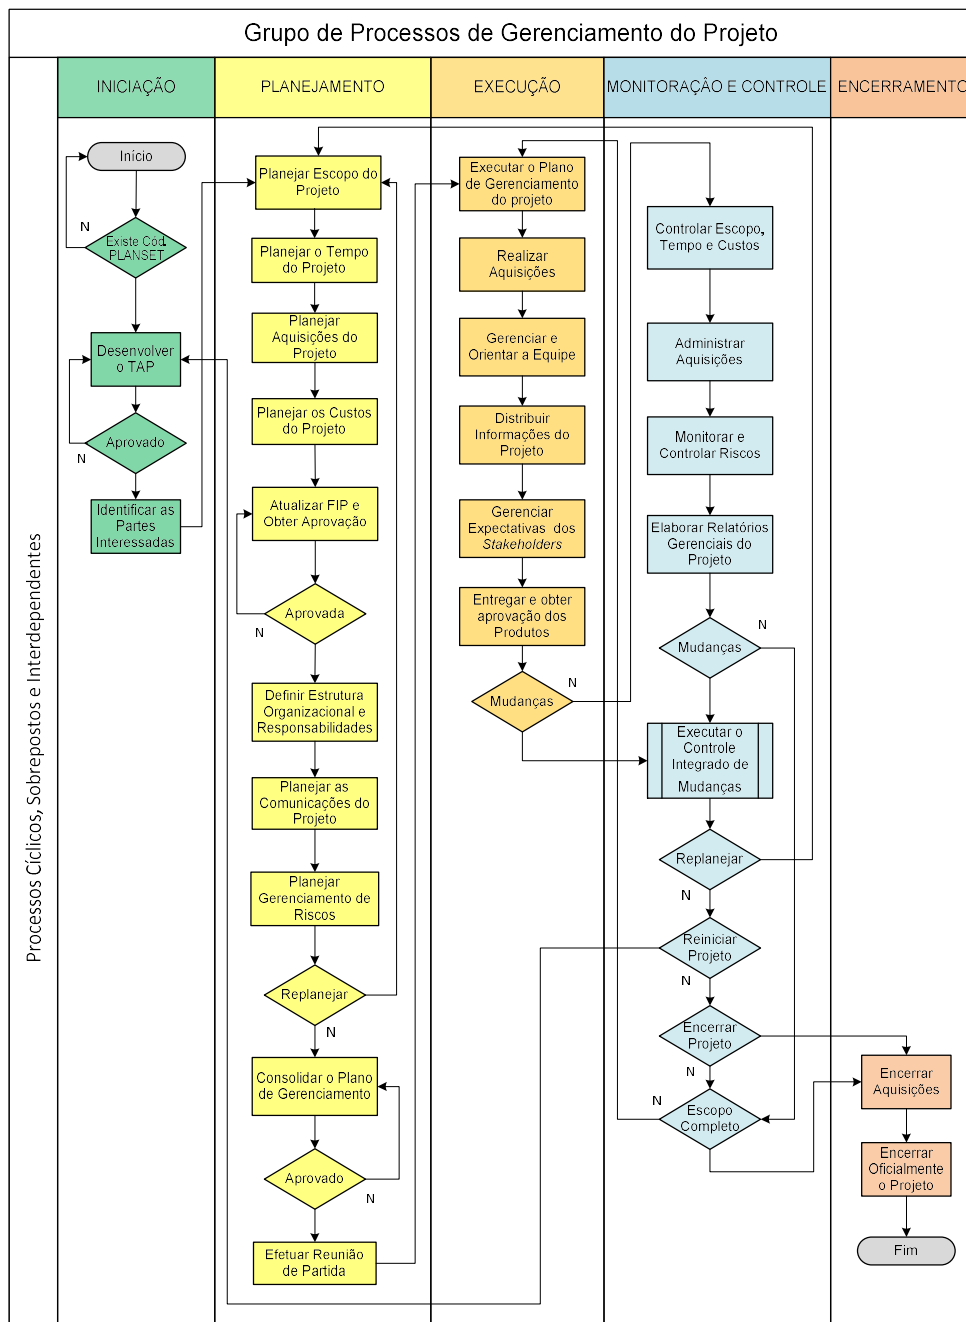 Grupo de Processos de Gerenciamento do Projeto
Processos Cíclicos, Sobrepostos e Interdependentes
INICIAÇÃO
PLANEJAMENTO
EXECUÇÃO
MONITORAÇÂO E CONTROLE
ENCERRAMENTO
Início
N
Existe Cód.
PLANSET
Desenvolver
o TAP
Aprovado
N
Identificar as
Partes
Interessadas
Planejar Escopo do
Projeto
Planejar o Tempo
do Projeto
Planejar
Aquisições do
Projeto
Planejar os Custos
do Projeto
Atualizar FIP e
Obter Aprovação
Aprovada
N
Definir Estrutura
Organizacional e
Responsabilidades
Planejar as
Comunicações do
Projeto
Planejar
Gerenciamento de
Riscos
Replanejar
N
Consolidar o Plano
de Gerenciamento
Aprovado
N
Efetuar Reunião
de Partida
Executar o Plano
de Gerenciamento
do projeto
Realizar
Aquisições
Gerenciar e
Orientar a Equipe
Distribuir
Informações do
Projeto
Gerenciar
Expectativas dos
Stakeholders
Entregar e obter
aprovação dos
Produtos
N
Mudanças
Controlar Escopo,
Tempo e Custos
Administrar
Aquisições
Monitorar e
Controlar Riscos
Elaborar Relatórios
Gerenciais do
Projeto
N
Mudanças
Executar o
Controle
Integrado de
Mudanças
Replanejar
N
Reiniciar
Projeto
N
Encerrar
Projeto
N
N
Escopo
Completo
Encerrar
Aquisições
Encerrar
Oficialmente
o Projeto
Fim